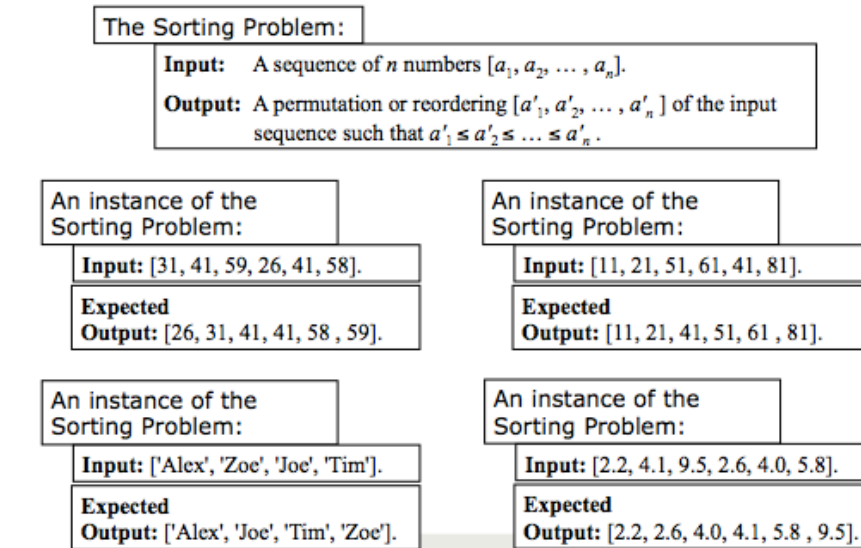 The Sorting Problem:
Input: A sequence of n numbers [a₁, a₂, … , aₙ].
Output: A permutation or reordering [a'₁, a'₂, … , a'ₙ ] of the input
sequence such that a'₁ ≤ a'₂ ≤ … ≤ a'ₙ .
An instance of the
Sorting Problem:
Input: [31, 41, 59, 26, 41, 58].
Expected
Output: [26, 31, 41, 41, 58 , 59].
An instance of the
Sorting Problem:
Input: [11, 21, 51, 61, 41, 81].
Expected
Output: [11, 21, 41, 51, 61 , 81].
An instance of the
Sorting Problem:
Input: ['Alex', 'Zoe', 'Joe', 'Tim'].
Expected
Output: ['Alex', 'Joe', 'Tim', 'Zoe'].
An instance of the
Sorting Problem:
Input: [2.2, 4.1, 9.5, 2.6, 4.0, 5.8].
Expected
Output: [2.2, 2.6, 4.0, 4.1, 5.8 , 9.5].